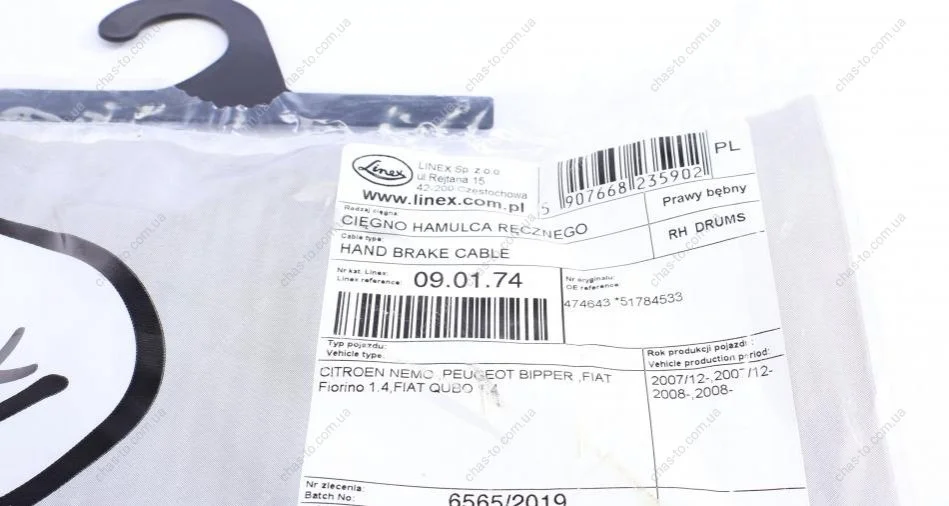 Linex
LINEX Sp. z.o.o
ul Rejtana 15
42-200 Czestochowa
www.linex.com.pl
5 907668 235902
PL
Rodzaj cięgna:
CIĘGNO HAMULCA RĘCZNEGO
Prawy bębny
Cable type:
HAND BRAKE CABLE
RH DRUMS
Nr kat. Linex:
Linex reference:
09.01.74
Nr oryginału:
OE reference
474643 *51784533
Typ pojazdu:
Vehicle type:
CITROEN NEMO ,PEUGEOT BIPPER ,FIAT
Fiorino 1.4,FIAT QUBO 1.4
Rok produkcji pojazdu:
Vehicle production period:
2007/12-,2007/12-
2008-,2008-
Nr zlecenia:
Batch No:
6565/2019
chas-to.com.ua